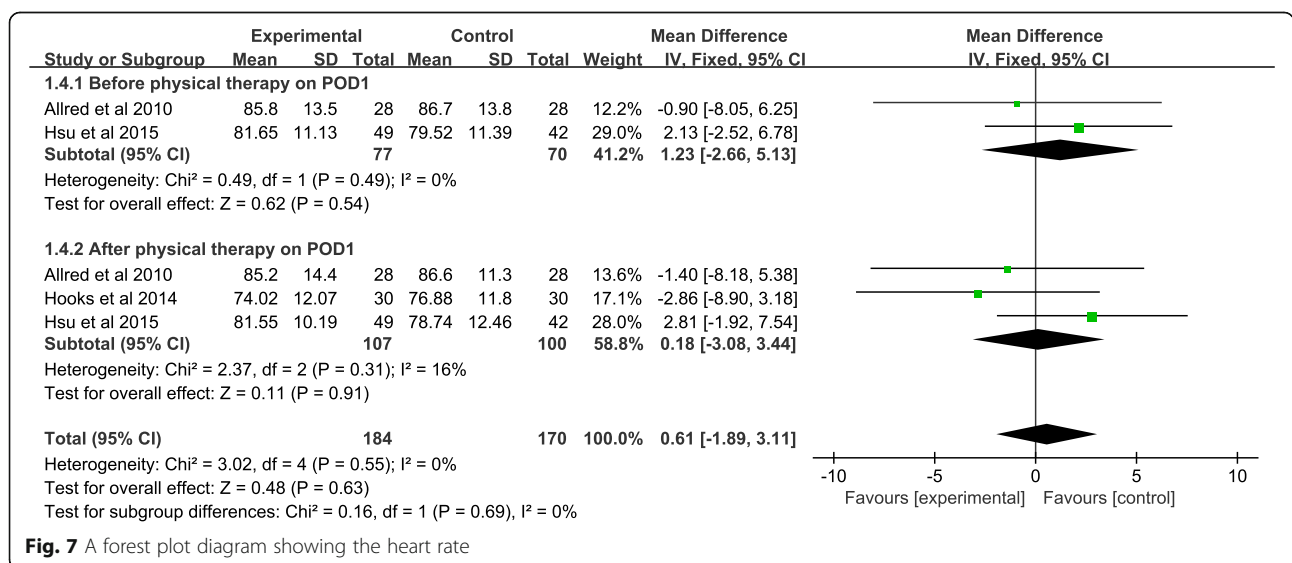 Experimental Control Mean Difference Mean Difference
Study or Subgroup Mean SD Total Mean SD Total Weight IV, Fixed, 95% CI IV, Fixed, 95% CI
1.4.1 Before physical therapy on POD1
Allred et al 2010 85.8 13.5 28 86.7 13.8 28 12.2% -0.90 [-8.05, 6.25]
Hsu et al 2015 81.65 11.13 49 79.52 11.39 42 29.0% 2.13 [-2.52, 6.78]
Subtotal (95% CI) 77 70 41.2% 1.23 [-2.66, 5.13]
Heterogeneity: Chi² = 0.49, df = 1 (P = 0.49); I² = 0%
Test for overall effect: Z = 0.62 (P = 0.54)
1.4.2 After physical therapy on POD1
Allred et al 2010 85.2 14.4 28 86.6 11.3 28 13.6% -1.40 [-8.18, 5.38]
Hooks et al 2014 74.02 12.07 30 76.88 11.8 30 17.1% -2.86 [-8.90, 3.18]
Hsu et al 2015 81.55 10.19 49 78.74 12.46 42 28.0% 2.81 [-1.92, 7.54]
Subtotal (95% CI) 107 100 58.8% 0.18 [-3.08, 3.44]
Heterogeneity: Chi² = 2.37, df = 2 (P = 0.31); I² = 16%
Test for overall effect: Z = 0.11 (P = 0.91)
Total (95% CI) 184 170 100.0% 0.61 [-1.89, 3.11]
Heterogeneity: Chi² = 3.02, df = 4 (P = 0.55); I² = 0%
Test for overall effect: Z = 0.48 (P = 0.63)
Test for subgroup differences: Chi² = 0.16, df = 1 (P = 0.69), I² = 0%
-10 -5 0 5 10
Favours [experimental] Favours [control]
Fig. 7 A forest plot diagram showing the heart rate